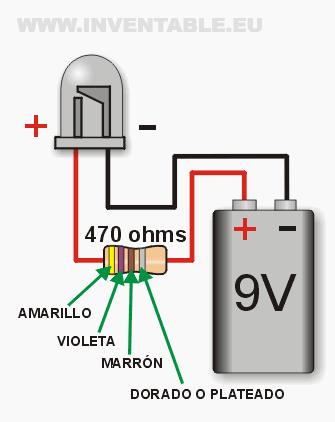 WWW.INVENTABLE.EU
+ -
470 ohms
+ -
9V
AMARILLO
VIOLETA
MARRÓN
DORADO O PLATEADO